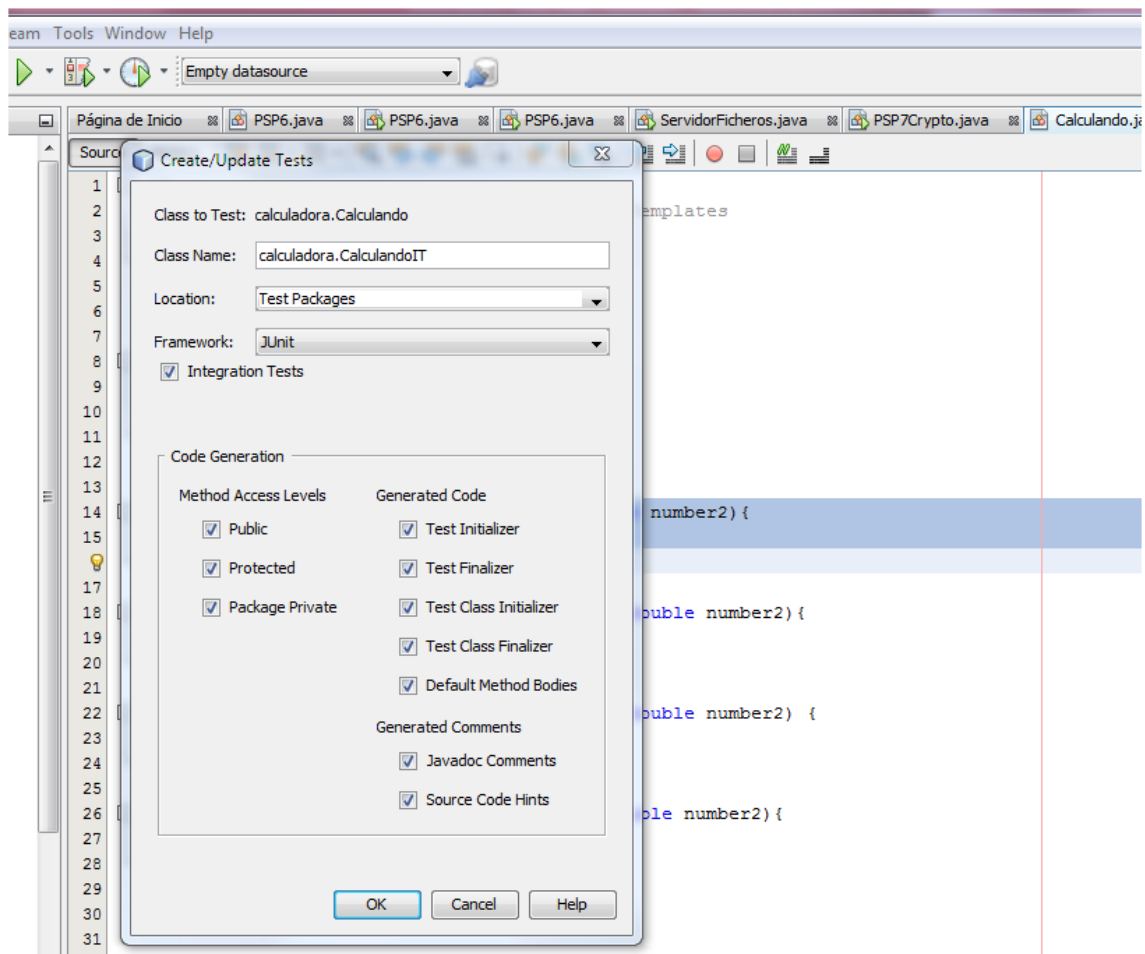 eam Tools Window Help
Empty datasource
Página de Inicio PSP6.java PSP6.java PSP6.java ServidorFicheros.java PSP7Crypto.java Calculando.ja
Sourc
Create/Update Tests
1
2 emplates
3
4
5
6
7
8
9
10
11
12
13
14 number2){
15
17
18 ouble number2){
19
20
21
22 ouble number2) {
23
24
25
26 ble number2){
27
28
29
30
31
Class to Test: calculadora.Calculando
Class Name: calculadora.CalculandoIT
Location: Test Packages
Framework: JUnit
Integration Tests
Code Generation
Method Access Levels Generated Code
Public Test Initializer
Protected Test Finalizer
Package Private Test Class Initializer
Test Class Finalizer
Default Method Bodies
Generated Comments
Javadoc Comments
Source Code Hints
OK Cancel Help